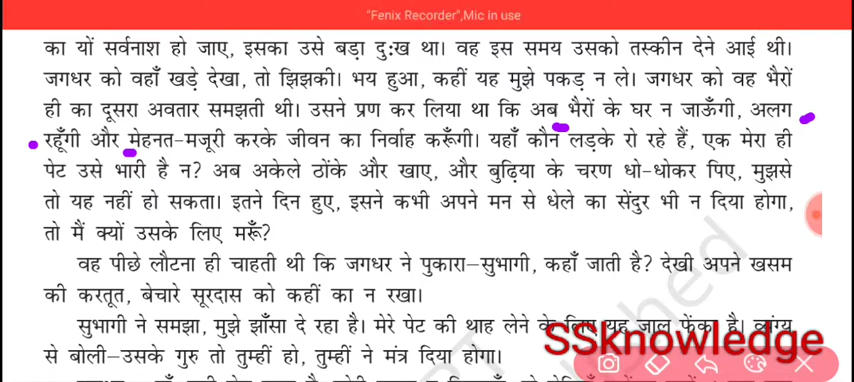 "Fenix Recorder",Mic in use
का यों सर्वनाश हो जाए, इसका उसे बड़ा दुःख था। वह इस समय उसको तस्कीन देने आई थी।
जगधर को वहाँ खड़े देखा, तो झिझकी। भय हुआ, कहीं यह मुझे पकड़ न ले। जगधर को वह भैरों
ही का दूसरा अवतार समझती थी। उसने प्रण कर लिया था कि अब भैरों के घर न जाऊँगी, अलग
रहूँगी और मेहनत-मजूरी करके जीवन का निर्वाह करूँगी। यहाँ कौन लड़के रो रहे हैं, एक मेरा ही
पेट उसे भारी है न? अब अकेले ठोंके और खाए, और बुढ़िया के चरण धो-धोकर पिए, मुझसे
तो यह नहीं हो सकता। इतने दिन हुए, इसने कभी अपने मन से धेले का सेंदुर भी न दिया होगा,
तो मैं क्यों उसके लिए मरूँ?
वह पीछे लौटना ही चाहती थी कि जगधर ने पुकारा-सुभागी, कहाँ जाती है? देखी अपने खसम
की करतूत, बेचारे सूरदास को कहीं का न रखा।
सुभागी ने समझा, मुझे झाँसा दे रहा है। मेरे पेट की थाह लेने के लिए यह जाल फेंका है। व्यंग्य
से बोली-उसके गुरु तो तुम्हीं हो, तुम्हीं ने मंत्र दिया होगा।
SSknowledge